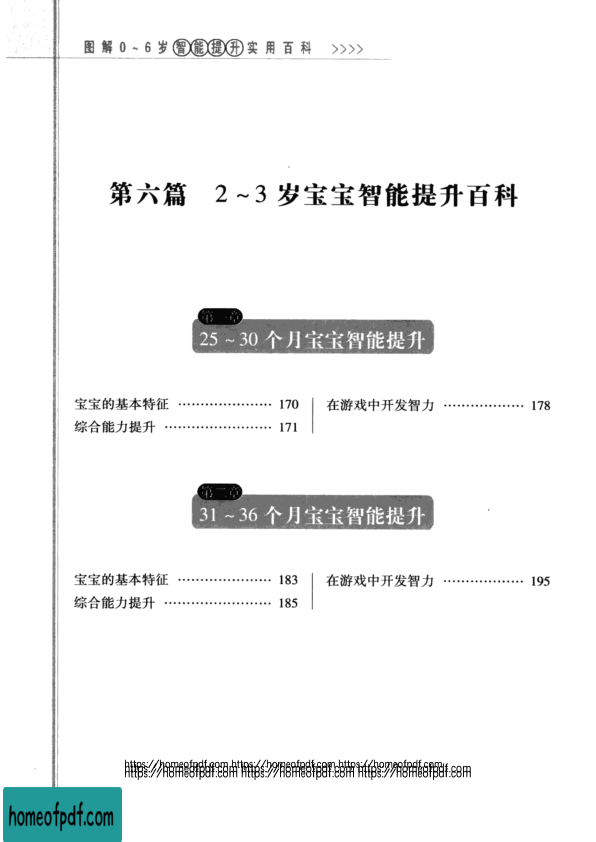 图解0~6岁智能提升实用百科 >>>>
第六篇 2~3岁宝宝智能提升百科
第一章
25~30个月宝宝智能提升
宝宝的基本特征 ………………… 170
综合能力提升 …………………… 171
在游戏中开发智力 ……………… 178
第二章
31~36个月宝宝智能提升
宝宝的基本特征 ………………… 183
综合能力提升 …………………… 185
在游戏中开发智力 ……………… 195
https://homeofpdf.com https://homeofpdf.com https://homeofpdf.com
https://homeofpdf.com https://homeofpdf.com https://homeofpdf.com
homeofpdf.com